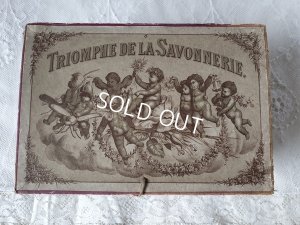 TRIOMPHE DE LA SAVONNERIE.
SOLD OUT